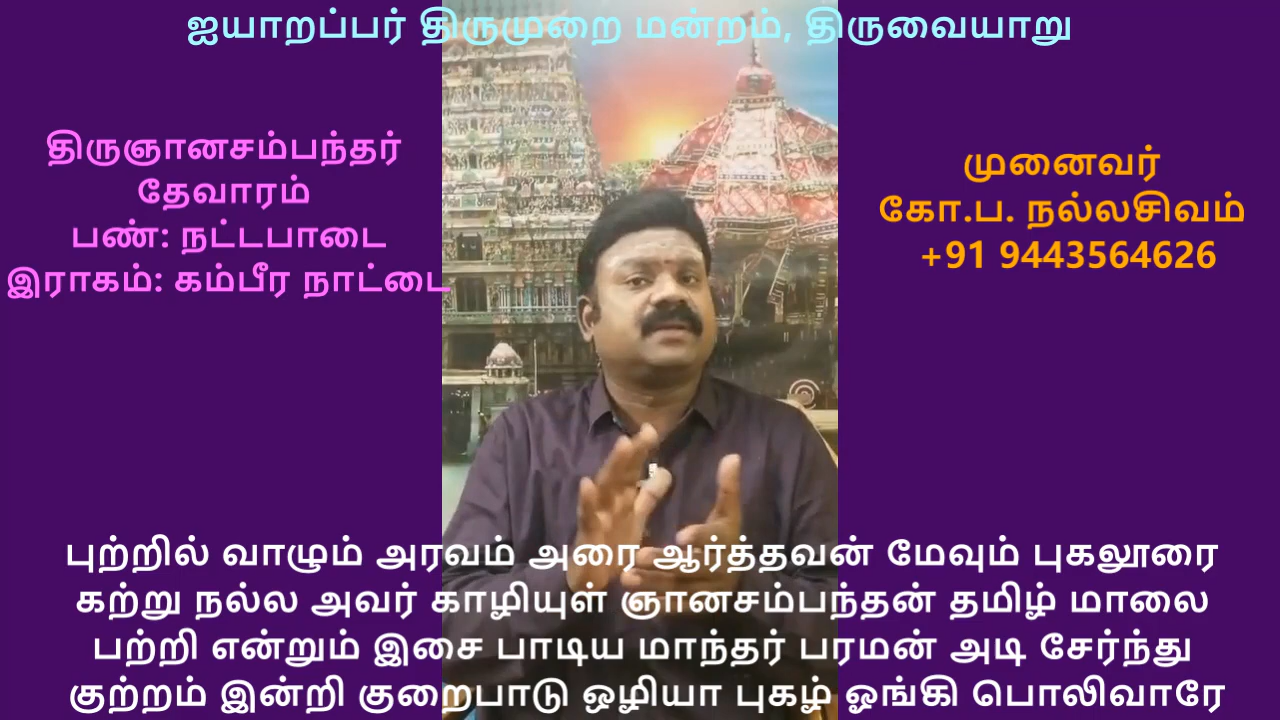 ஐயாறப்பர் திருமுறை மன்றம், திருவையாறு
திருஞானசம்பந்தர்
தேவாரம்
பண்: நட்டபாடை
இராகம்: கம்பீர நாட்டை
முனைவர்
கோ.ப. நல்லசிவம்
+91 9443564626
புற்றில் வாழும் அரவம் அரை ஆர்த்தவன் மேவும் புகலூரை
கற்று நல்ல அவர் காழியுள் ஞானசம்பந்தன் தமிழ் மாலை
பற்றி என்றும் இசை பாடிய மாந்தர் பரமன் அடி சேர்ந்து
குற்றம் இன்றி குறைபாடு ஒழியா புகழ் ஓங்கி பொலிவாரே